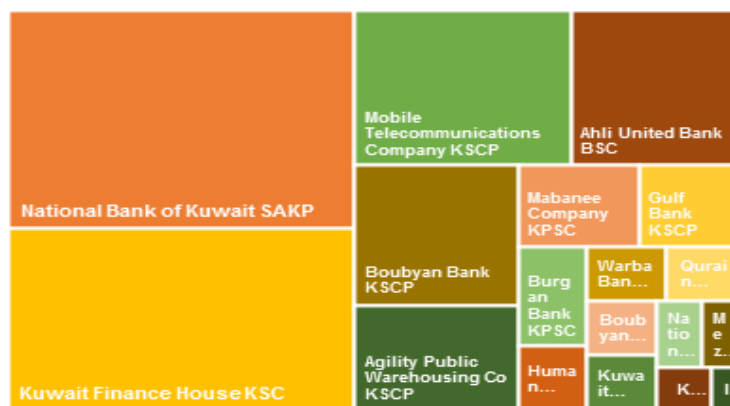 National Bank of Kuwait SAKP
Kuwait Finance House KSC
Mobile
Telecommunications
Company KSCP
Ahli United Bank
BSC
Boubyan Bank
KSCP
Agility Public
Warehousing Co
KSCP
Mabanee
Company
KPSC
Gulf
Bank
KSCP
Burg
an
Bank
KPSC
Huma
n...
Warba
Ban...
Qurai
n...
Boub
yan...
Na
tion
...
M
e
z...
Kuwa
it...
K...
I